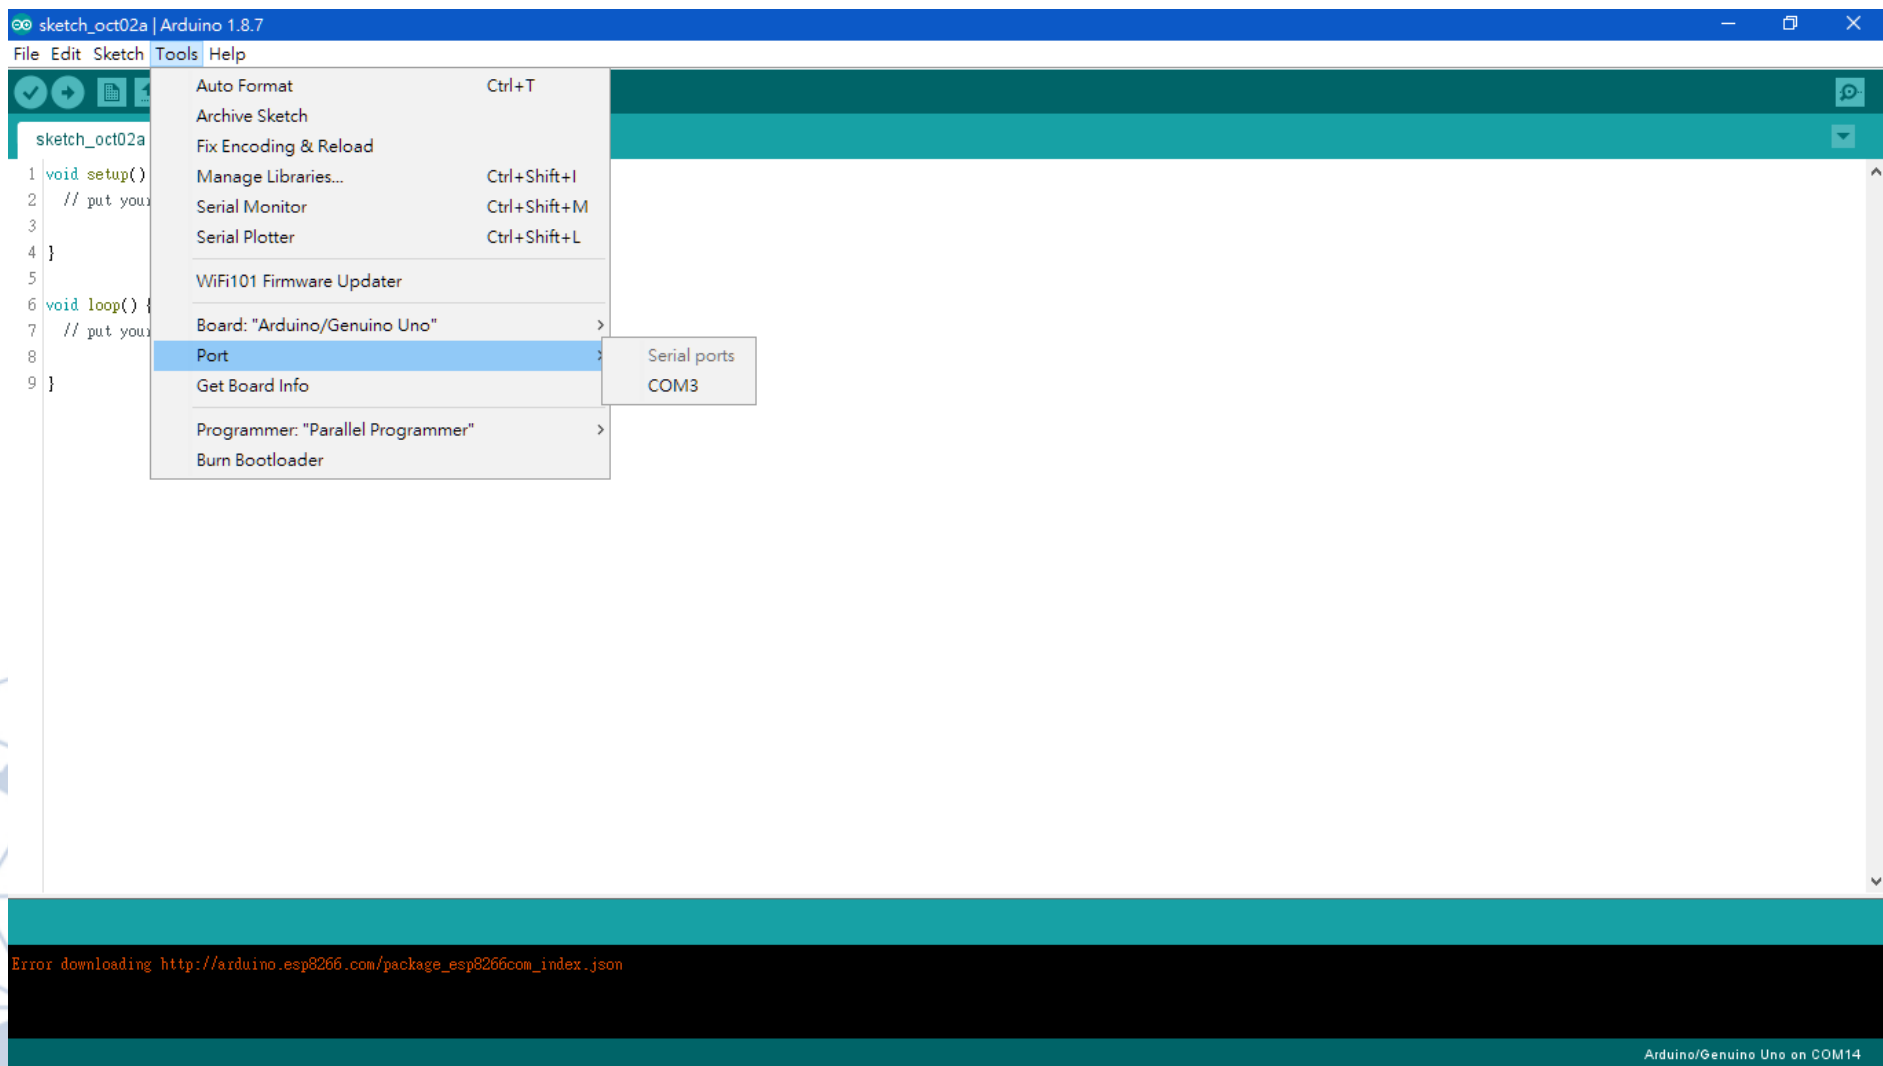 sketch_oct02a | Arduino 1.8.7
File Edit Sketch Tools Help
Auto Format Ctrl+T
Archive Sketch
Fix Encoding & Reload
Manage Libraries... Ctrl+Shift+I
Serial Monitor Ctrl+Shift+M
Serial Plotter Ctrl+Shift+L
WiFi101 Firmware Updater
Board: "Arduino/Genuino Uno"
Port
Get Board Info
Programmer: "Parallel Programmer"
Burn Bootloader
Serial ports
COM3
sketch_oct02a
1 void setup()
2 // put your
3
4 }
5
6 void loop() {
7 // put your
8
9 }
Error downloading http://arduino.esp8266.com/package_esp8266com_index.json
Arduino/Genuino Uno on COM14